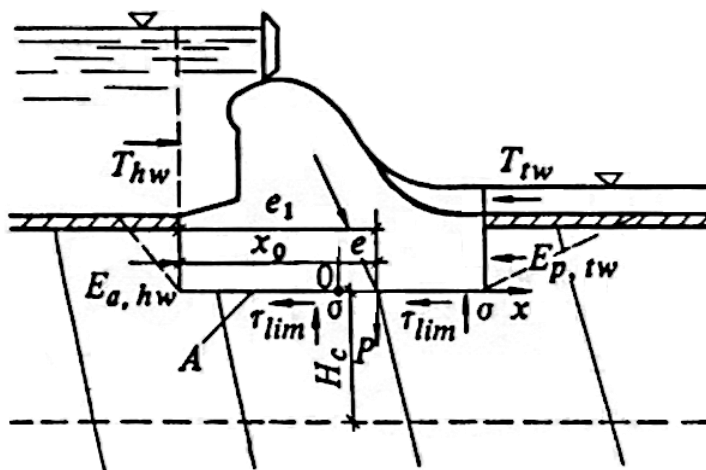 T_hw
T_tw
e_1
x_0
e
E_a, hw
E_p, tw
0
σ
σ
x
τ_lim
τ_lim
P
A
H_c